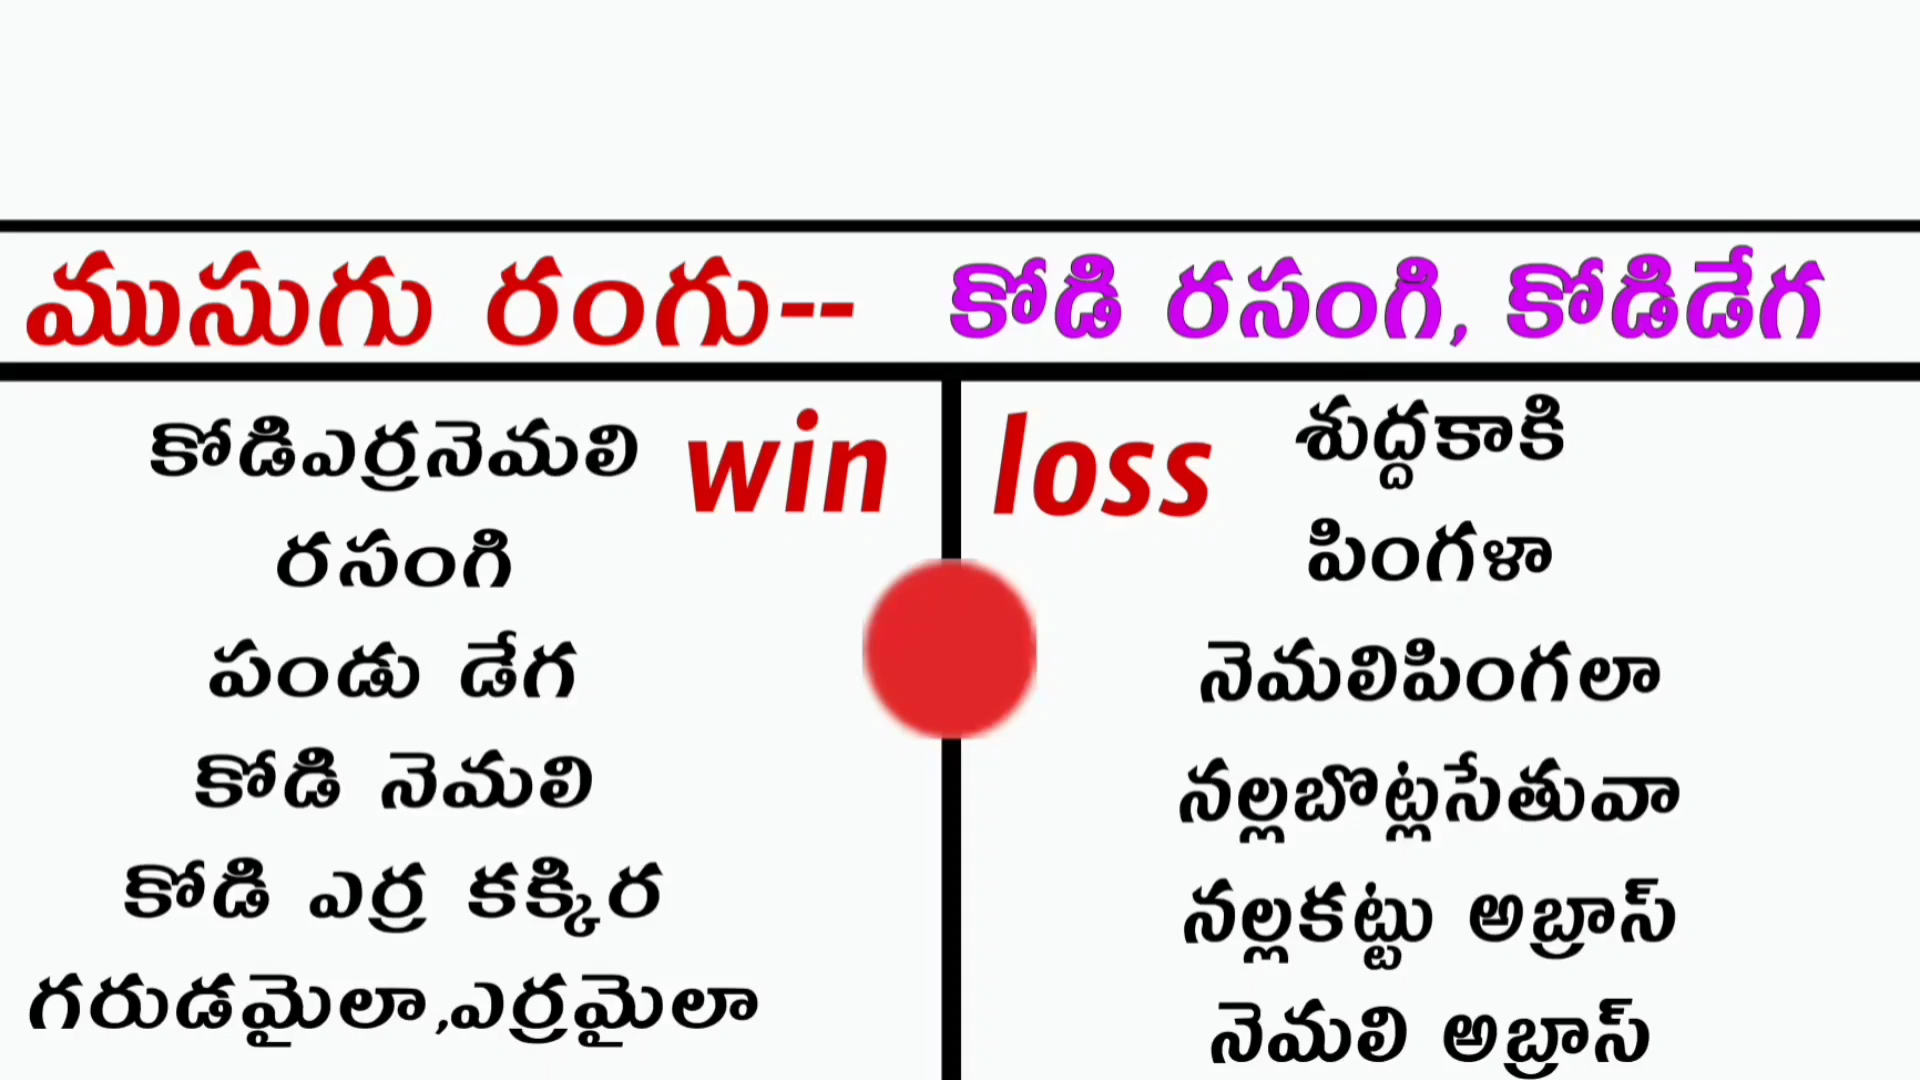 ముసుగు రంగు-- కోడి రసంగి, కోడిడేగ
win loss
కోడిఎర్రనెమలి
రసంగి
పండు డేగ
కోడి నెమలి
కోడి ఎర్ర కక్కిర
గరుడమైలా,ఎర్రమైలా
శుద్దకాకి
పింగళా
నెమలిపింగలా
నల్లబొట్లసేతువా
నల్లకట్టు అబ్రాస్
నెమలి అబ్రాస్